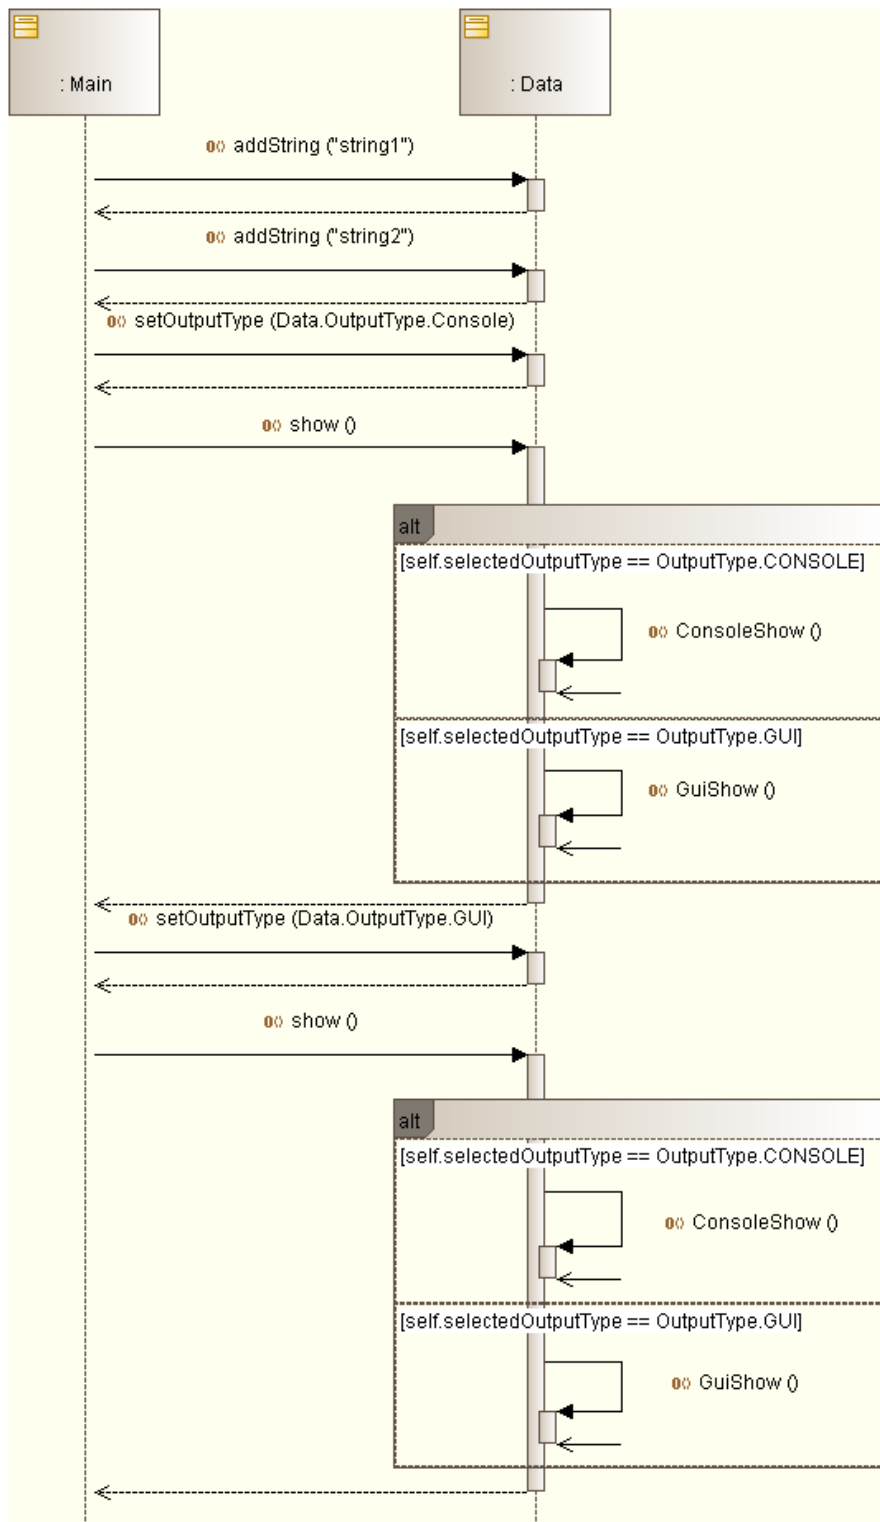 : Main
: Data
addString ("string1")
addString ("string2")
setOutputType (Data.OutputType.Console)
show ()
alt
[self.selectedOutputType == OutputType.CONSOLE]
ConsoleShow ()
[self.selectedOutputType == OutputType.GUI]
GuiShow ()
setOutputType (Data.OutputType.GUI)
show ()
alt
[self.selectedOutputType == OutputType.CONSOLE]
ConsoleShow ()
[self.selectedOutputType == OutputType.GUI]
GuiShow ()